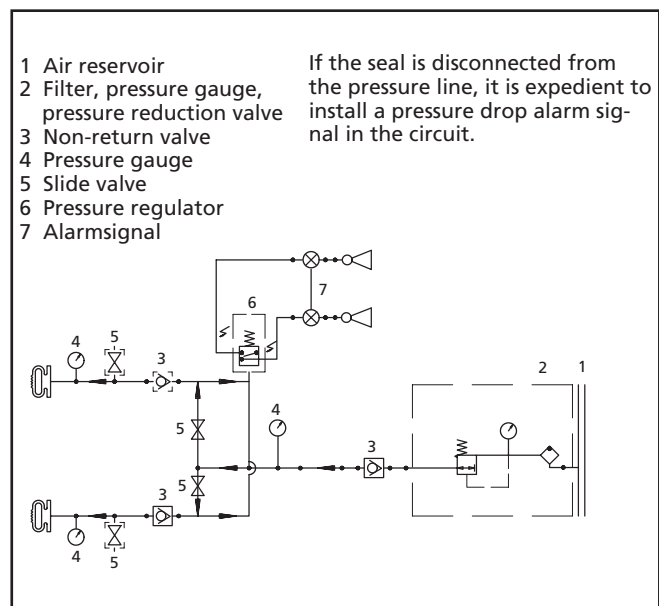 1 Air reservoir
2 Filter, pressure gauge,
pressure reduction valve
3 Non-return valve
4 Pressure gauge
5 Slide valve
6 Pressure regulator
7 Alarmsignal
If the seal is disconnected from
the pressure line, it is expedient to
install a pressure drop alarm sig-
nal in the circuit.
7
6
4
5
3
2
1
4
5
3
5
3
4
5